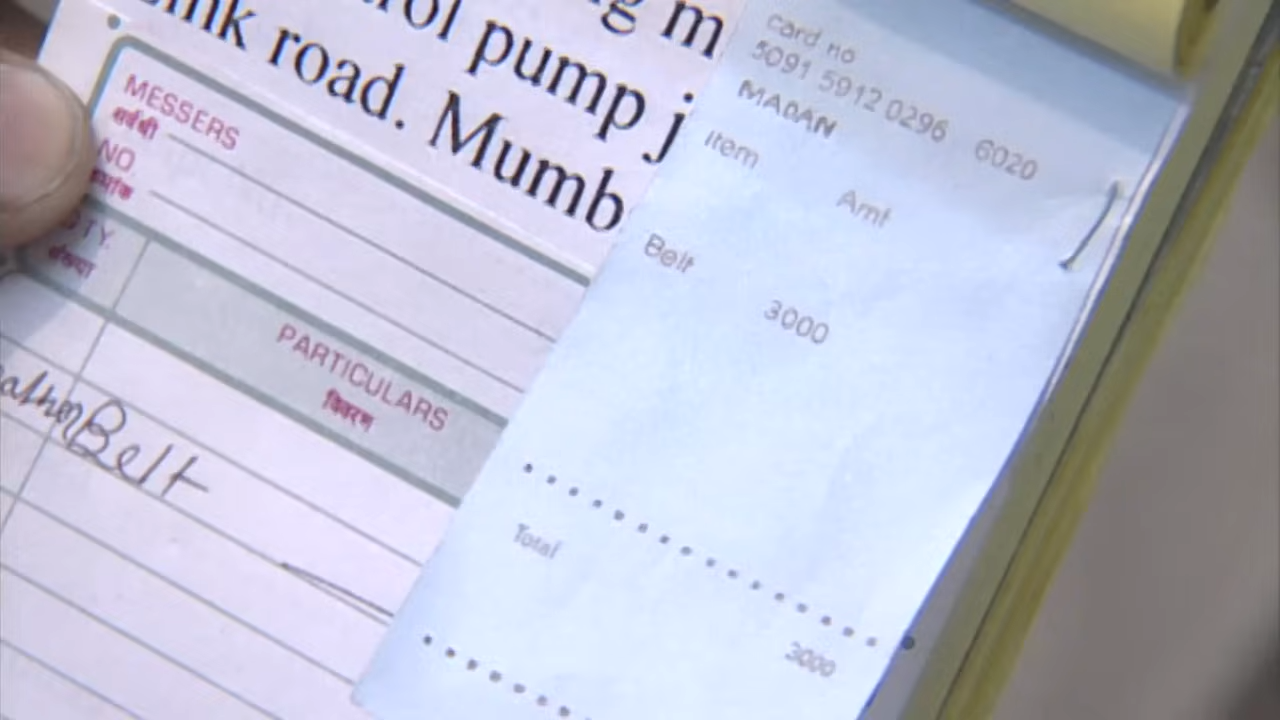 g m
ol pump j
ink road. Mumb
MESSERS
सर्वश्री
NO.
क्रमांक
QTY.
संख्या
PARTICULARS
विवरण
Belt
Card no
5091 5912 0296 6020
MADAN
Item
Amt
Belt
3000
Total
3000